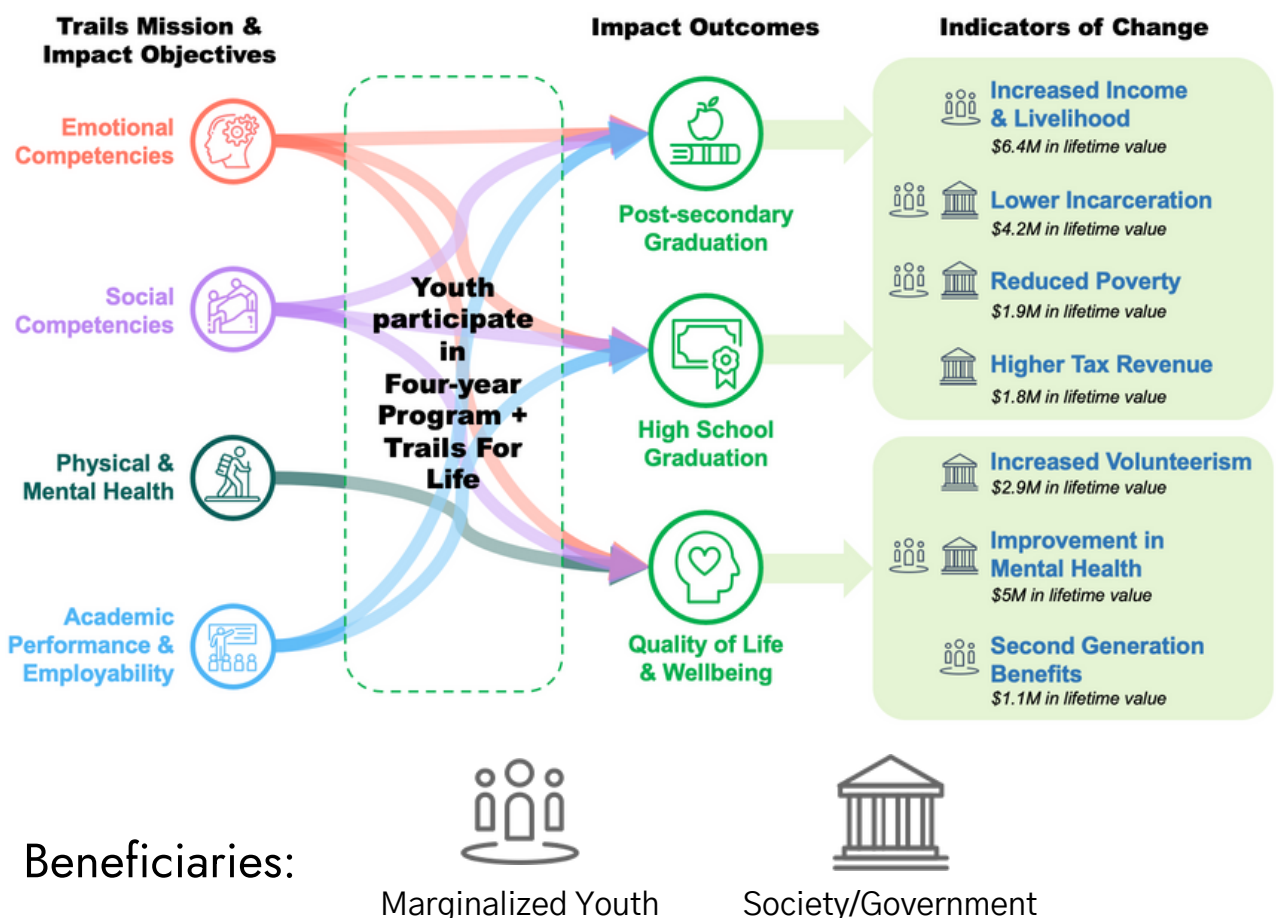 Trails Mission &
Impact Objectives
Emotional
Competencies
Social
Competencies
Physical &
Mental Health
Academic
Performance &
Employability
Youth
participate
in
Four-year
Program +
Trails For
Life
Impact Outcomes
Post-secondary
Graduation
High School
Graduation
Quality of Life
& Wellbeing
Indicators of Change
Increased Income
& Livelihood
$6.4M in lifetime value
Lower Incarceration
$4.2M in lifetime value
Reduced Poverty
$1.9M in lifetime value
Higher Tax Revenue
$1.8M in lifetime value
Increased Volunteerism
$2.9M in lifetime value
Improvement in
Mental Health
$5M in lifetime value
Second Generation
Benefits
$1.1M in lifetime value
Beneficiaries:
Marginalized Youth
Society/Government